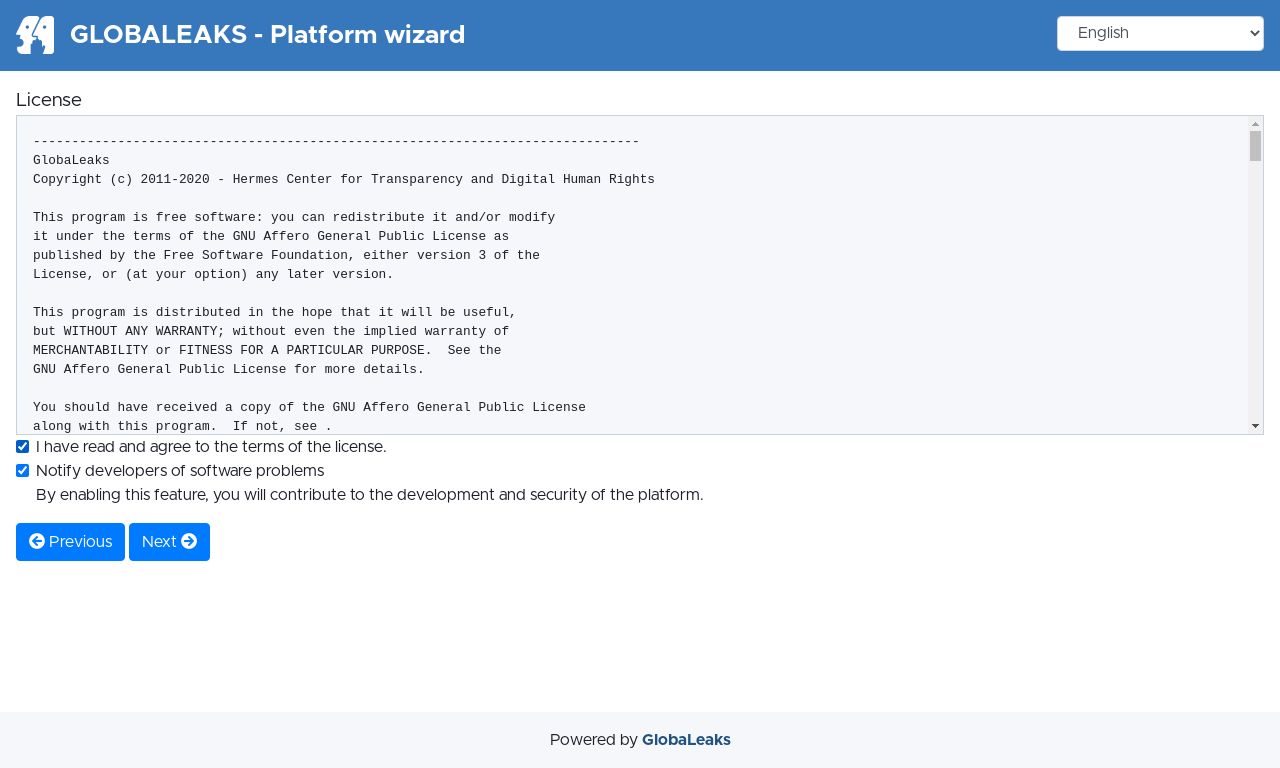 GLOBALEAKS - Platform wizard
English
License
-------------------------------------------------------------------------------
GlobaLeaks
Copyright (c) 2011-2020 - Hermes Center for Transparency and Digital Human Rights
This program is free software: you can redistribute it and/or modify
it under the terms of the GNU Affero General Public License as
published by the Free Software Foundation, either version 3 of the
License, or (at your option) any later version.
This program is distributed in the hope that it will be useful,
but WITHOUT ANY WARRANTY; without even the implied warranty of
MERCHANTABILITY or FITNESS FOR A PARTICULAR PURPOSE.  See the
GNU Affero General Public License for more details.
You should have received a copy of the GNU Affero General Public License
along with this program.  If not, see .
I have read and agree to the terms of the license.
Notify developers of software problems
By enabling this feature, you will contribute to the development and security of the platform.
Previous
Next
Powered by GlobaLeaks